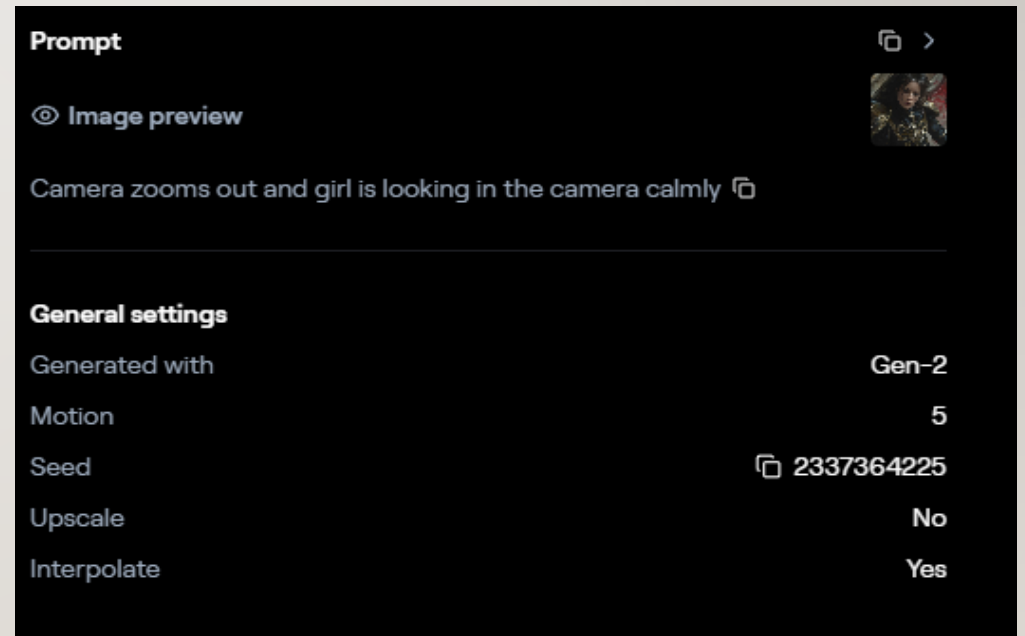 Prompt
Image preview
Camera zooms out and girl is looking in the camera calmly
General settings
Generated with Gen-2
Motion 5
Seed 2337364225
Upscale No
Interpolate Yes